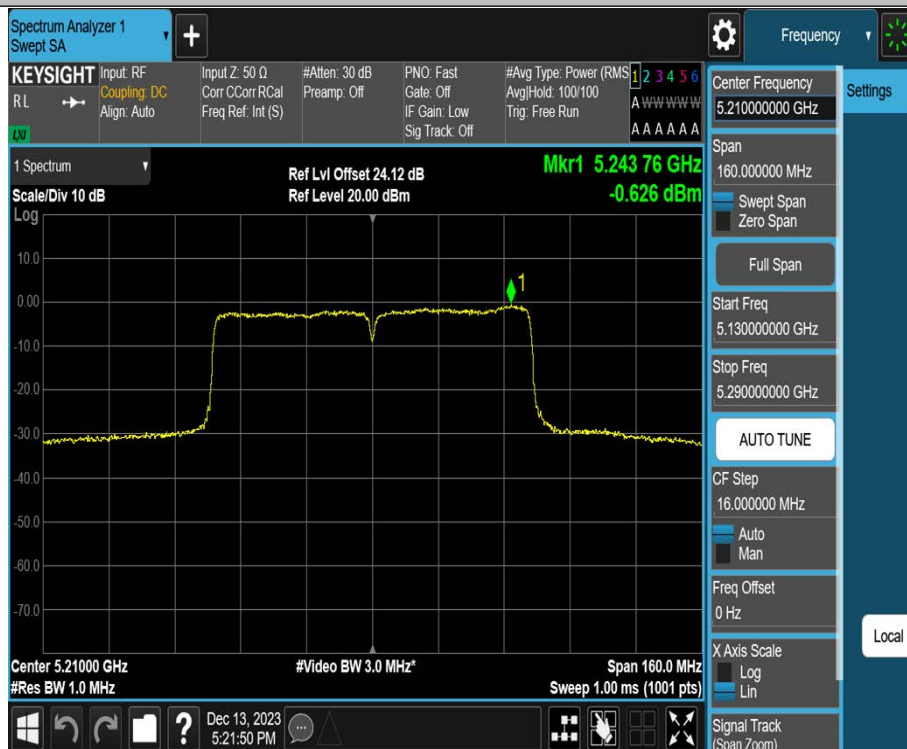 Spectrum Analyzer 1
Swept SA
+
Frequency
KEYSIGHT
RL
LXI
Input: RF
Coupling: DC
Align: Auto
Input Z: 50 Ω
Corr CCorr RCal
Freq Ref: Int (S)
#Atten: 30 dB
Preamp: Off
PNO: Fast
Gate: Off
IF Gain: Low
Sig Track: Off
#Avg Type: Power (RMS
Avg|Hold: 100/100
Trig: Free Run
1 2 3 4 5 6
A W W W W W
A A A A A A
1 Spectrum
Scale/Div 10 dB
Log
Ref Lvl Offset 24.12 dB
Ref Level 20.00 dBm
Mkr1 5.243 76 GHz
-0.626 dBm
10.0
0.00
-10.0
-20.0
-30.0
-40.0
-50.0
-60.0
-70.0
1
Center 5.21000 GHz
#Res BW 1.0 MHz
#Video BW 3.0 MHz*
Span 160.0 MHz
Sweep 1.00 ms (1001 pts)
?
Dec 13, 2023
5:21:50 PM
Center Frequency
5.210000000 GHz
Settings
Span
160.000000 MHz
Swept Span
Zero Span
Full Span
Start Freq
5.130000000 GHz
Stop Freq
5.290000000 GHz
AUTO TUNE
CF Step
16.000000 MHz
Auto
Man
Freq Offset
0 Hz
Local
X Axis Scale
Log
Lin
Signal Track
(Span Zoom)